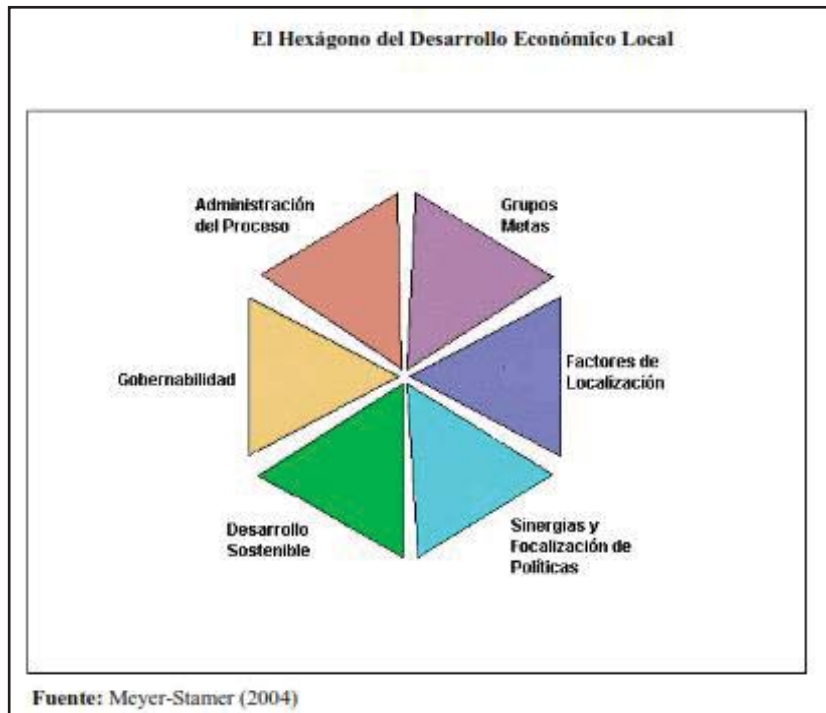 El Hexágono del Desarrollo Económico Local
Administración
del Proceso
Grupos
Metas
Gobernabilidad
Factores de
Localización
Desarrollo
Sostenible
Sinergias y
Focalización de
Políticas
Fuente: Meyer-Stamer (2004)